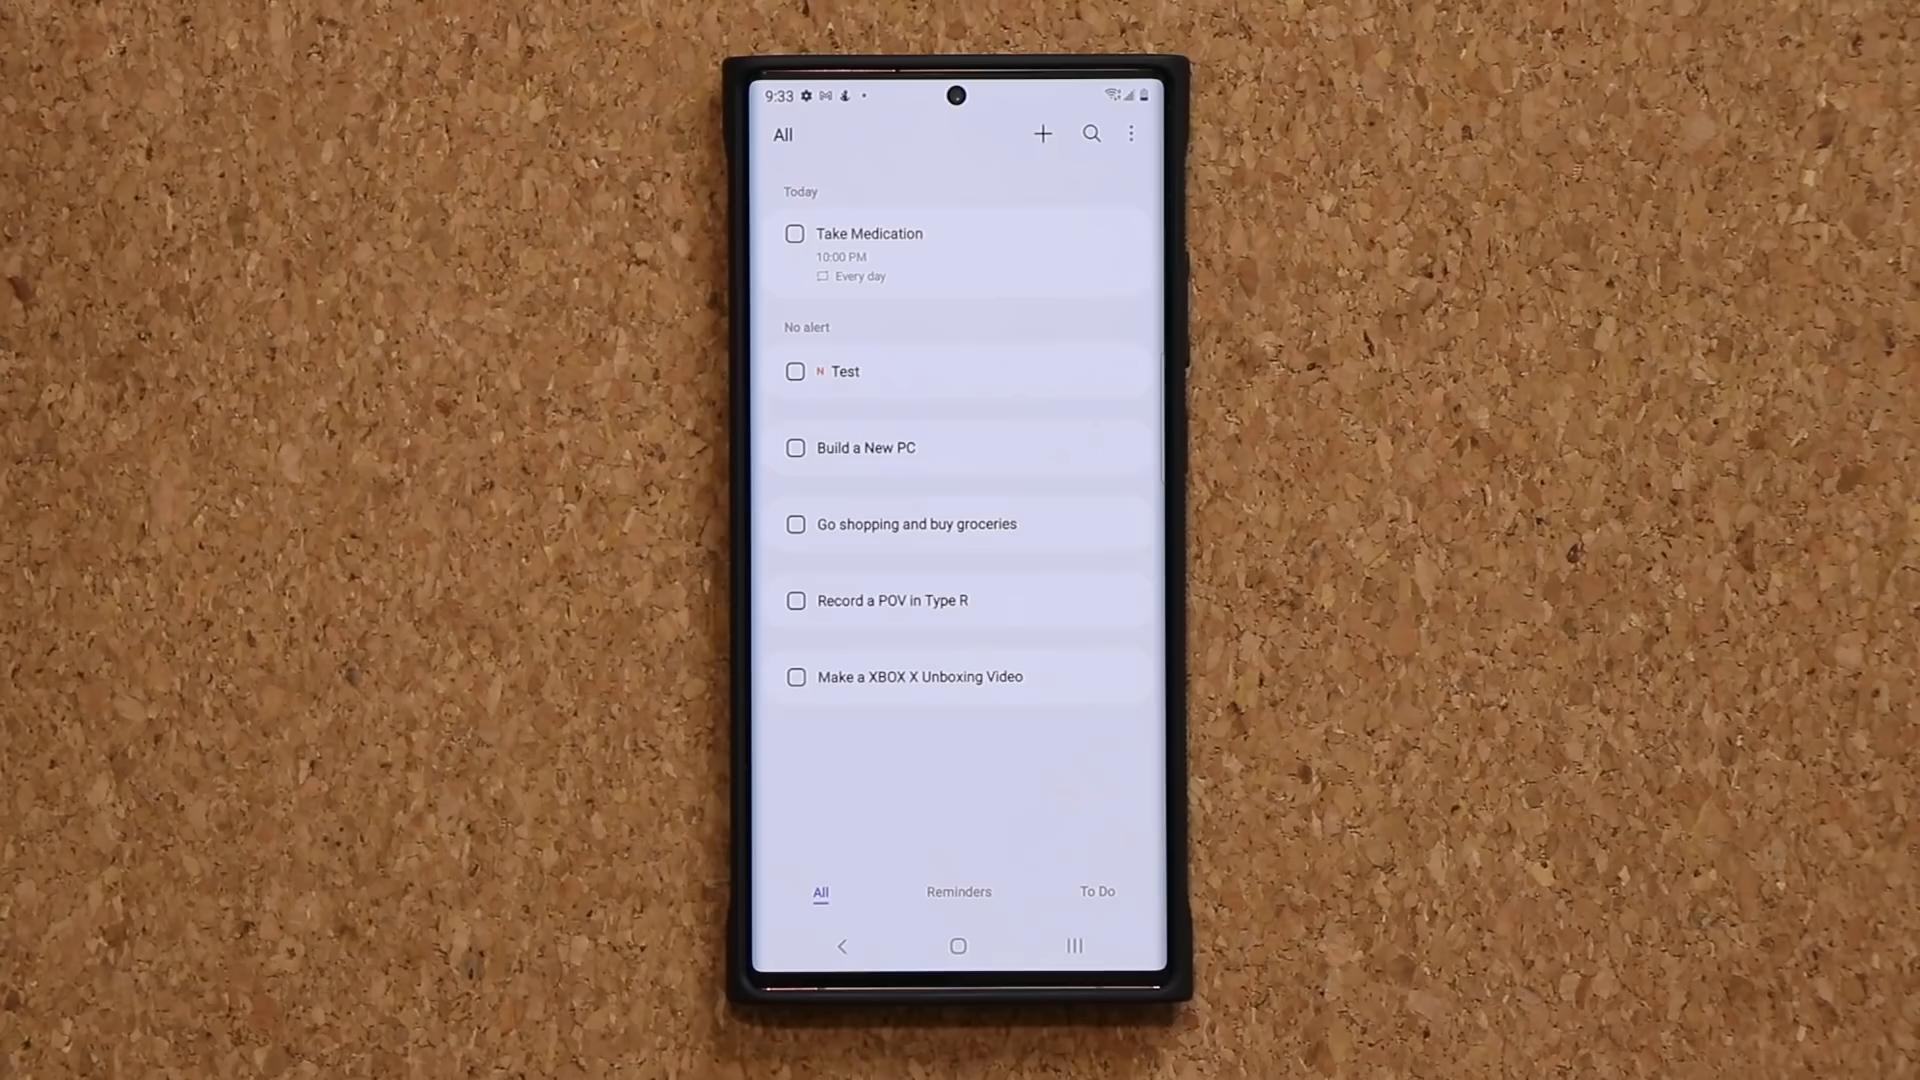 9:33
All
Today
Take Medication
10:00 PM
Every day
No alert
N Test
Build a New PC
Go shopping and buy groceries
Record a POV in Type R
Make a XBOX X Unboxing Video
All
Reminders
To Do